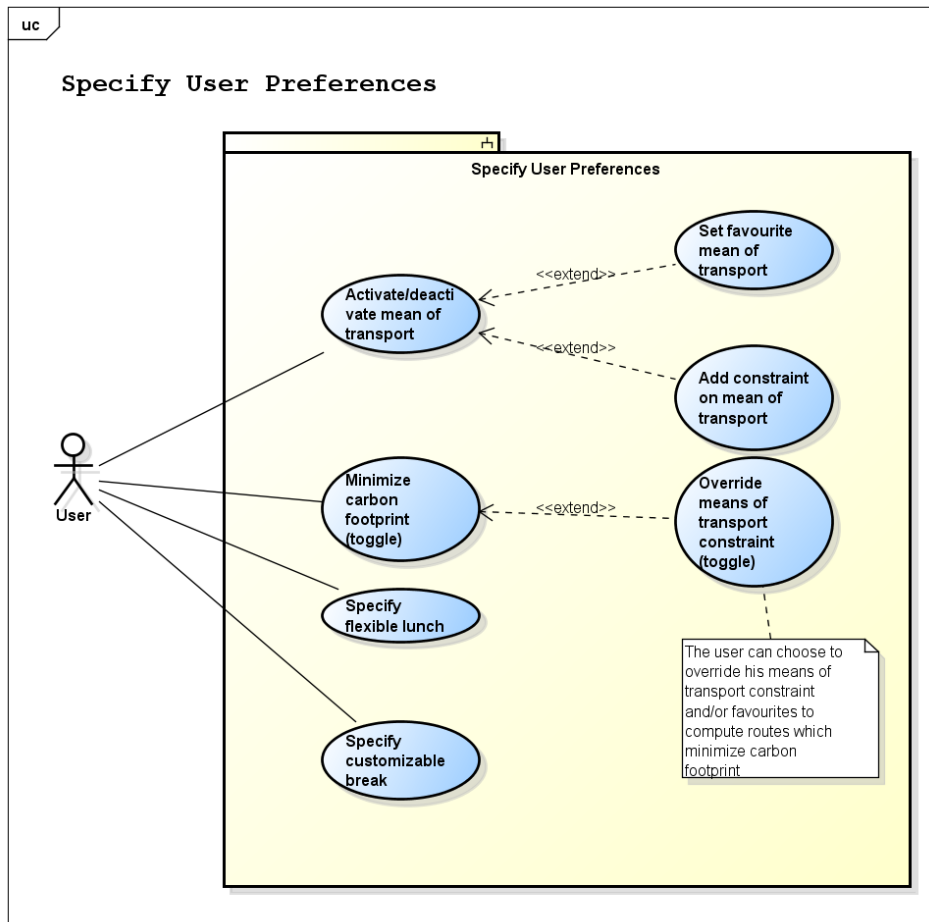 uc
Specify User Preferences
Specify User Preferences
Set favourite
mean of
transport
<<extend>>
Activate/deacti
vate mean of
transport
<<extend>>
Add constraint
on mean of
transport
User
Minimize
carbon
footprint
(toggle)
<<extend>>
Override
means of
transport
constraint
(toggle)
Specify
flexible lunch
The user can choose to
override his means of
transport constraint
and/or favourites to
compute routes which
minimize carbon
footprint
Specify
customizable
break